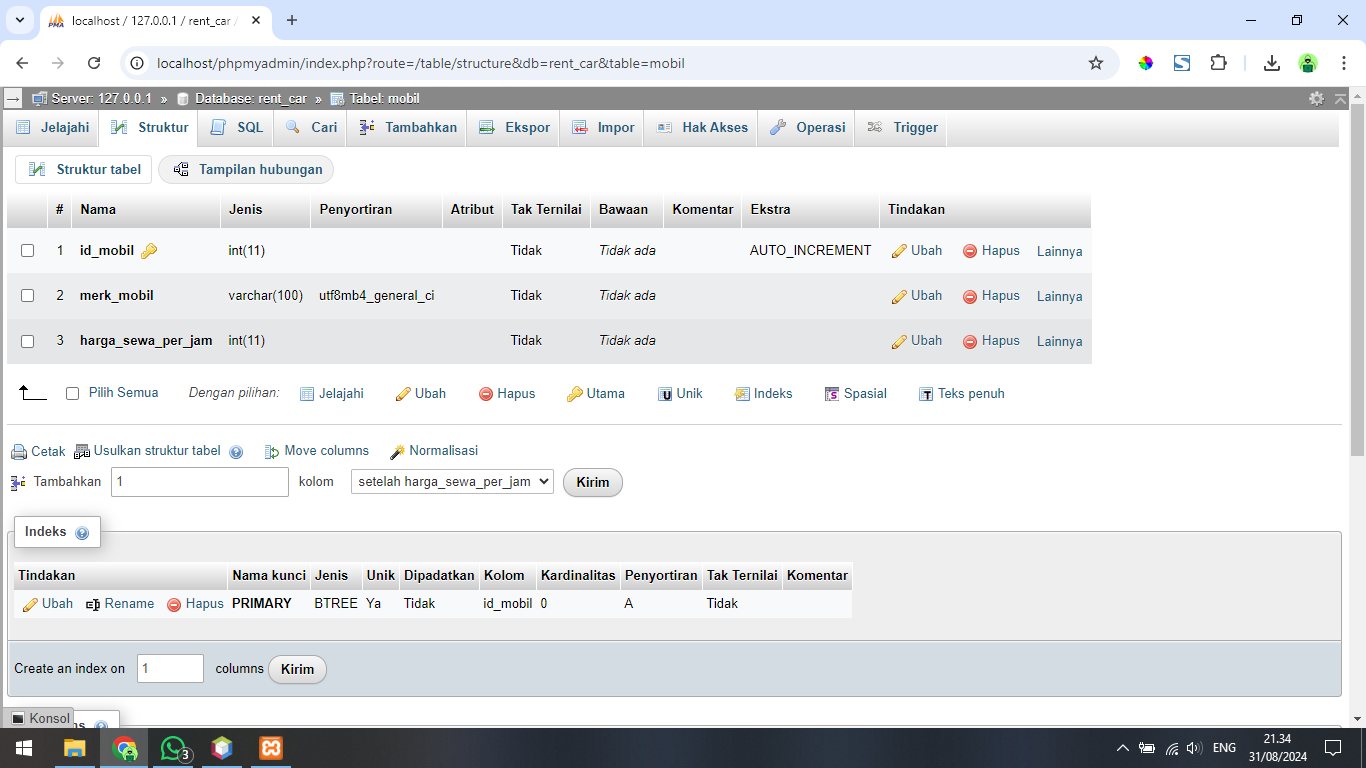 localhost / 127.0.0.1 / rent_car /
localhost/phpmyadmin/index.php?route=/table/structure&db=rent_car&table=mobil
Server: 127.0.0.1 » Database: rent_car » Tabel: mobil
Jelajahi Struktur SQL Cari Tambahkan Ekspor Impor Hak Akses Operasi Trigger
Struktur tabel Tampilan hubungan
# Nama Jenis Penyortiran Atribut Tak Ternilai Bawaan Komentar Ekstra Tindakan
1 id_mobil int(11) Tidak Tidak ada AUTO_INCREMENT Ubah Hapus Lainnya
2 merk_mobil varchar(100) utf8mb4_general_ci Tidak Tidak ada Ubah Hapus Lainnya
3 harga_sewa_per_jam int(11) Tidak Tidak ada Ubah Hapus Lainnya
Pilih Semua Dengan pilihan: Jelajahi Ubah Hapus Utama Unik Indeks Spasial Teks penuh
Cetak Usulkan struktur tabel Move columns Normalisasi
Tambahkan 1 kolom setelah harga_sewa_per_jam Kirim
Indeks
Tindakan Nama kunci Jenis Unik Dipadatkan Kolom Kardinalitas Penyortiran Tak Ternilai Komentar
Ubah Rename Hapus PRIMARY BTREE Ya Tidak id_mobil 0 A Tidak
Create an index on 1 columns Kirim
Konsol
3 ENG 21.34
31/08/2024